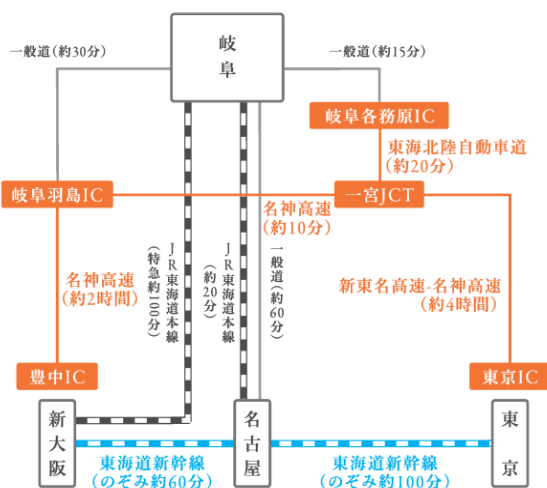 岐阜
一般道(約30分)
一般道(約15分)
岐阜各務原IC
東海北陸自動車道
(約20分)
岐阜羽島IC
一宮JCT
名神高速
(約10分)
名神高速
(約2時間)
JR東海道本線
(特急約100分)
JR東海道本線
(約20分)
一般道(約60分)
新東名高速-名神高速
(約4時間)
豊中IC
東京IC
新大阪
名古屋
東京
東海道新幹線
(のぞみ約60分)
東海道新幹線
(のぞみ約100分)